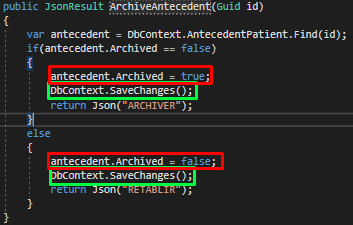 public JsonResult ArchiveAntecedent(Guid id)
{
var antecedent = DbContext.AntecedentPatient.Find(id);
if(antecedent.Archived == false)
{
antecedent.Archived = true;
DbContext.SaveChanges();
return Json("ARCHIVER");
}
else
{
antecedent.Archived = false;
DbContext.SaveChanges();
return Json("RETABLIR");
}
}